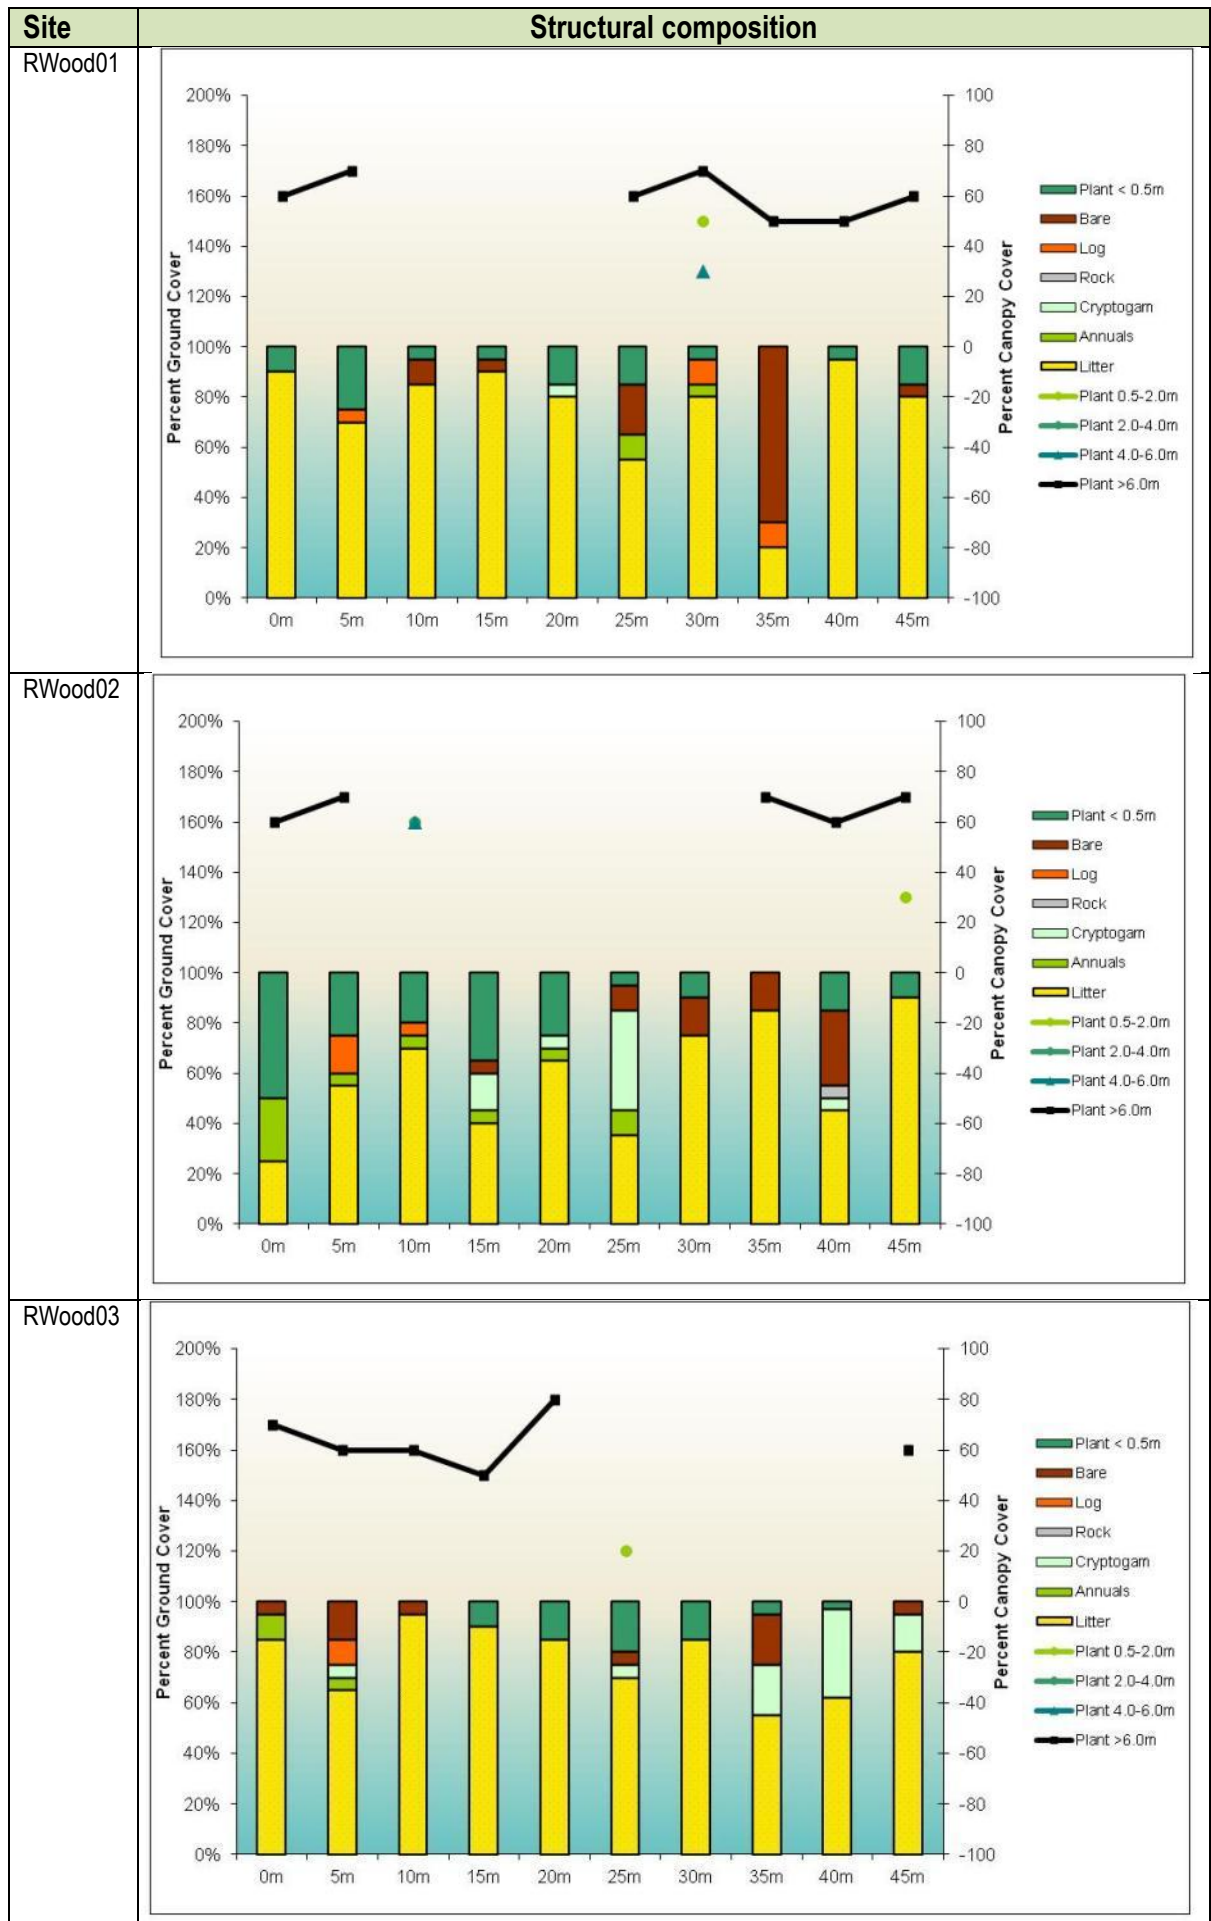 Site Structural composition
RWood01
200% 100
180% 80
160% 60
140% 40
120% 20
100% 0
80% -20
60% -40
40% -60
20% -80
0% -100
Percent Ground Cover
Percent Canopy Cover
0m 5m 10m 15m 20m 25m 30m 35m 40m 45m
Plant < 0.5m
Bare
Log
Rock
Cryptogam
Annuals
Litter
Plant 0.5-2.0m
Plant 2.0-4.0m
Plant 4.0-6.0m
Plant >6.0m
RWood02
200% 100
180% 80
160% 60
140% 40
120% 20
100% 0
80% -20
60% -40
40% -60
20% -80
0% -100
Percent Ground Cover
Percent Canopy Cover
0m 5m 10m 15m 20m 25m 30m 35m 40m 45m
Plant < 0.5m
Bare
Log
Rock
Cryptogam
Annuals
Litter
Plant 0.5-2.0m
Plant 2.0-4.0m
Plant 4.0-6.0m
Plant >6.0m
RWood03
200% 100
180% 80
160% 60
140% 40
120% 20
100% 0
80% -20
60% -40
40% -60
20% -80
0% -100
Percent Ground Cover
Percent Canopy Cover
0m 5m 10m 15m 20m 25m 30m 35m 40m 45m
Plant < 0.5m
Bare
Log
Rock
Cryptogam
Annuals
Litter
Plant 0.5-2.0m
Plant 2.0-4.0m
Plant 4.0-6.0m
Plant >6.0m